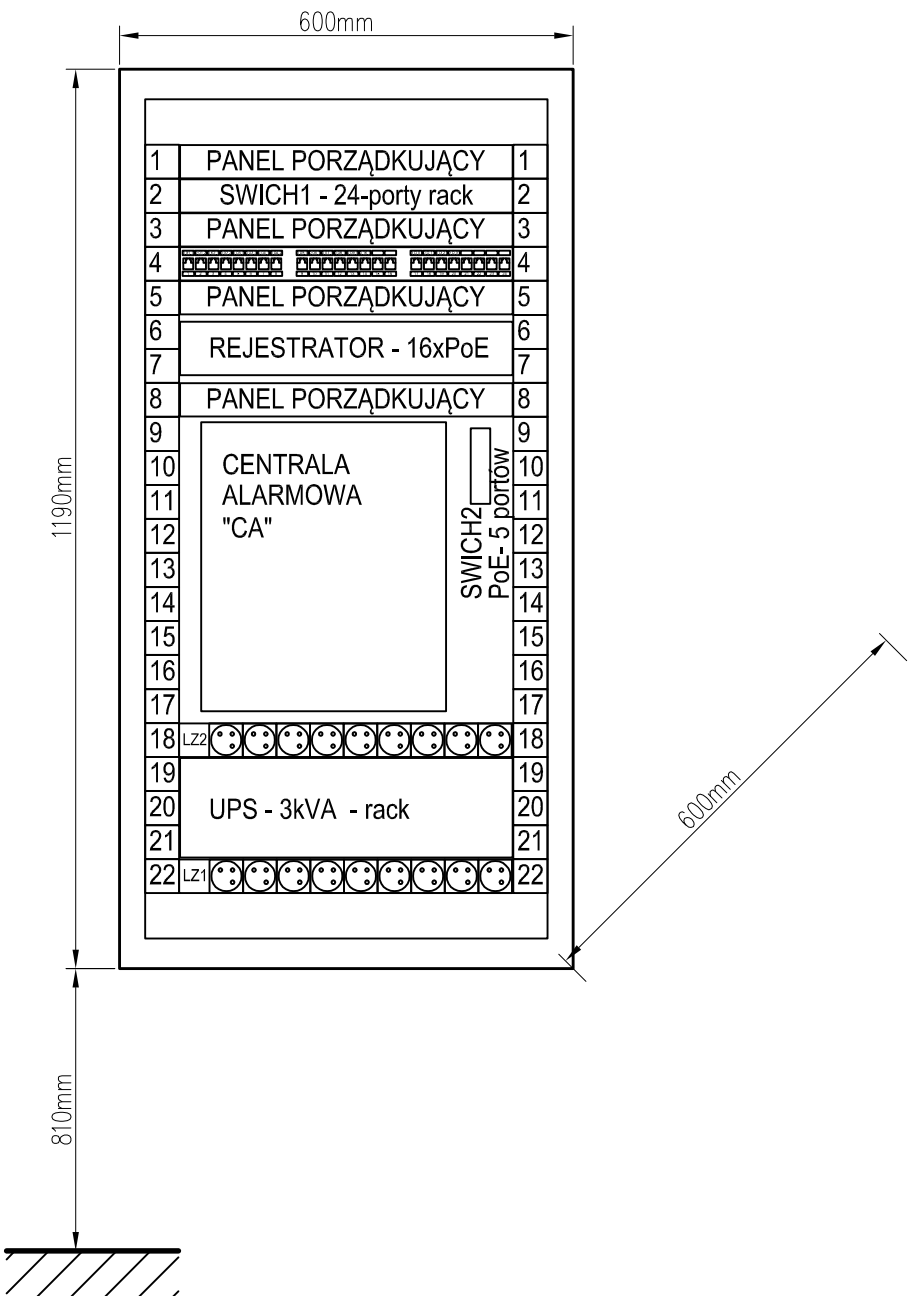 600mm
1 PANEL PORZĄDKUJĄCY 1
2 SWICH1 - 24-porty rack 2
3 PANEL PORZĄDKUJĄCY 3
4 4
5 PANEL PORZĄDKUJĄCY 5
6 6
REJESTRATOR - 16xPoE
7 7
8 PANEL PORZĄDKUJĄCY 8
9 9
10 CENTRALA 10
11 ALARMOWA 11
12 "CA" 12
13 13
14 14
15 15
16 16
17 17
SWICH2
PoE- 5 portów
18 LZ2 18
19 19
20 UPS - 3kVA - rack 20
21 21
22 LZ1 22
1190mm
600mm
810mm